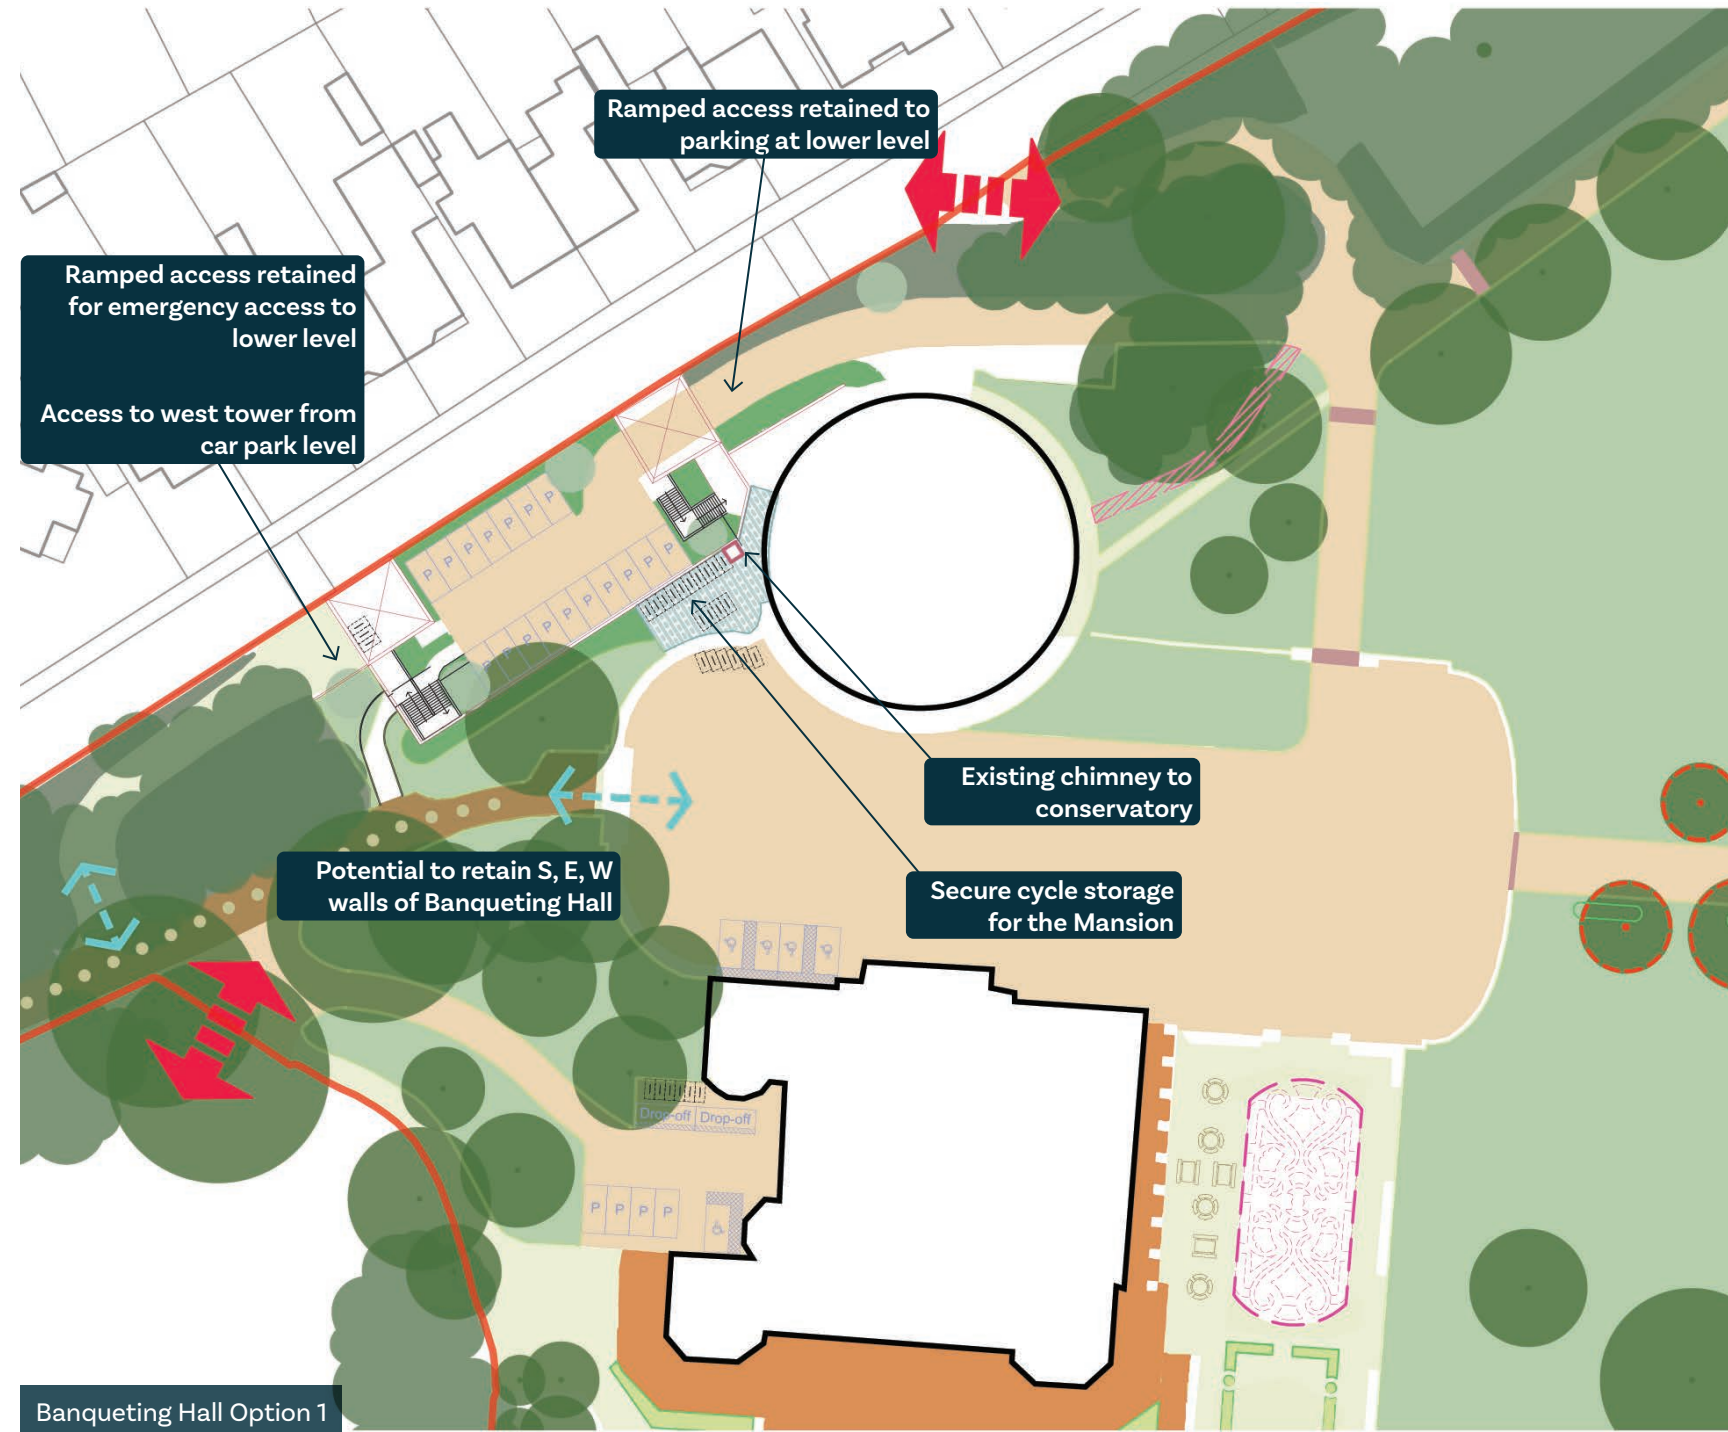 Ramped access retained to
parking at lower level
Ramped access retained
for emergency access to
lower level
Access to west tower from
car park level
P P P P P P P
P P P P P P P P P P
Existing chimney to
conservatory
Potential to retain S, E, W
walls of Banqueting Hall
Secure cycle storage
for the Mansion
Drop-off Drop-off
P P P P
Banqueting Hall Option 1